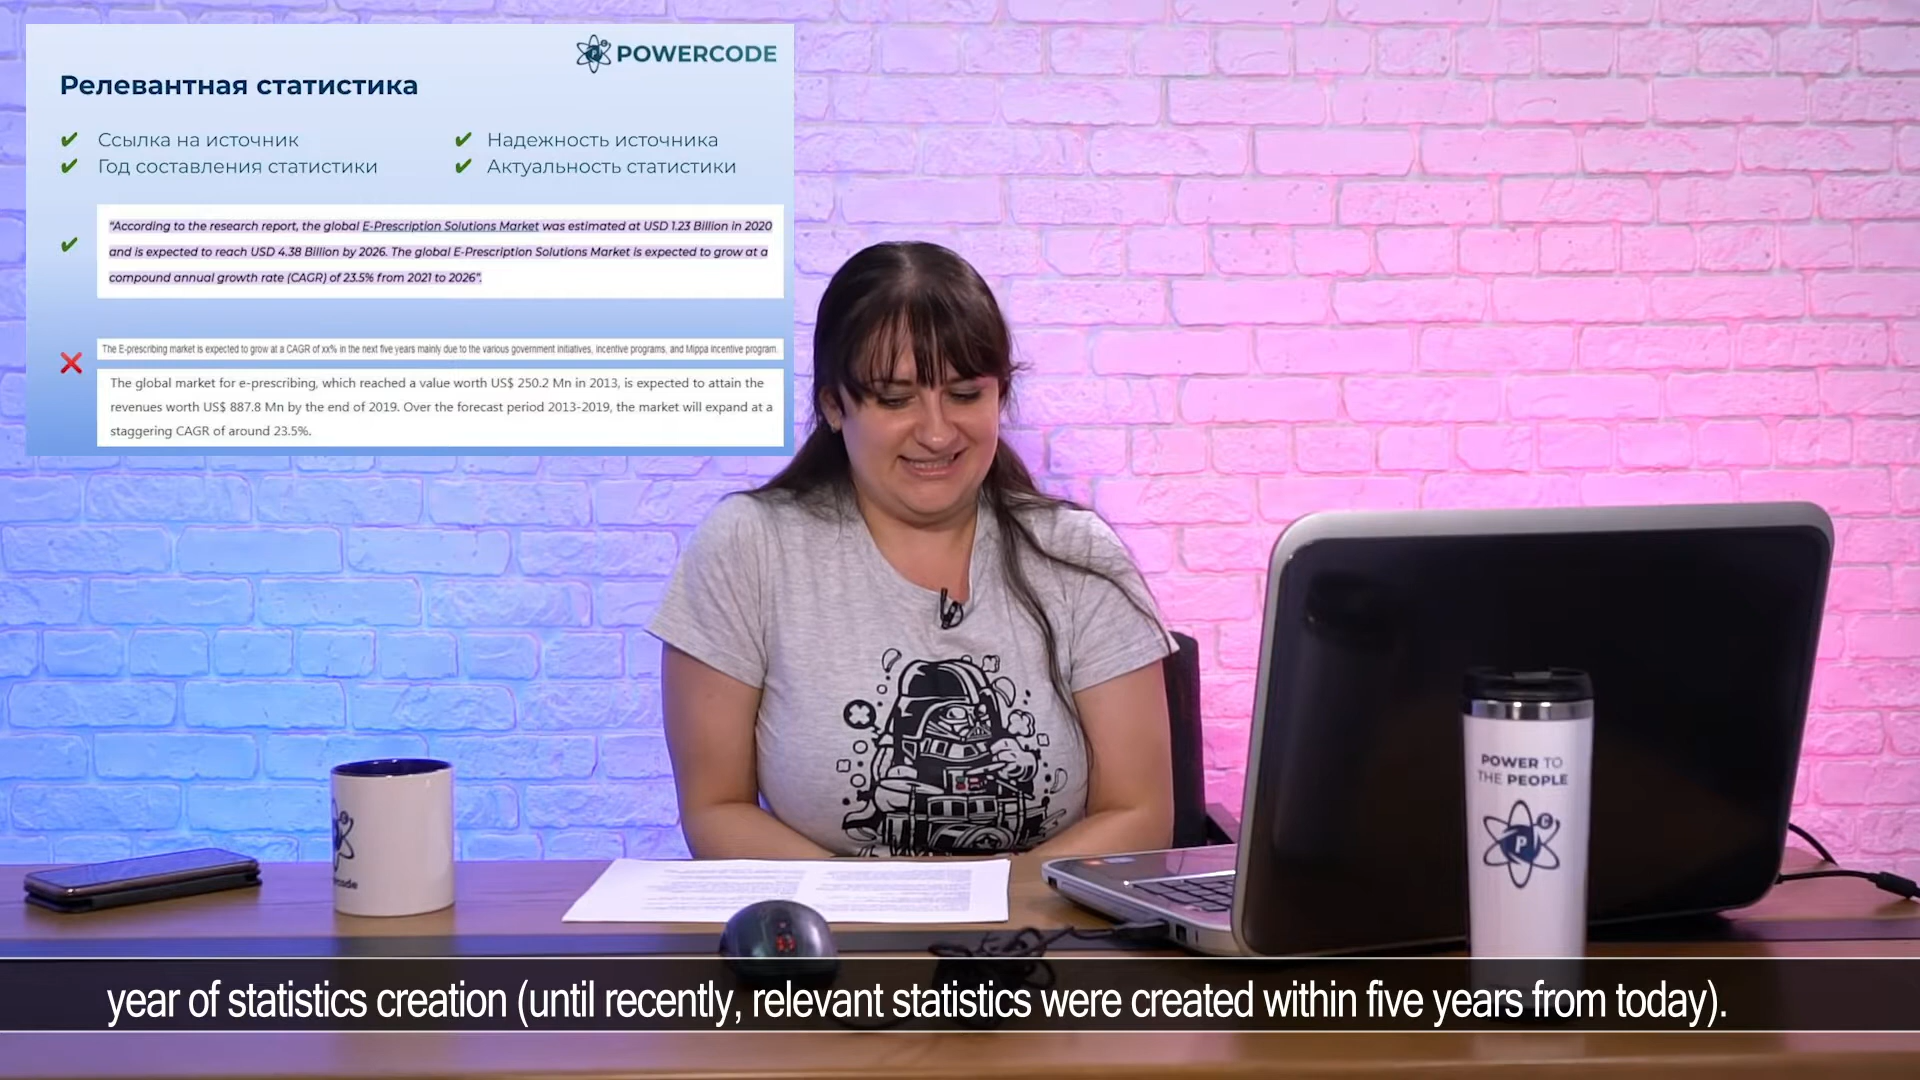 POWERCODE
Релевантная статистика
✔ Ссылка на источник
✔ Год составления статистики
✔ Надежность источника
✔ Актуальность статистики
"According to the research report, the global E-Prescription Solutions Market was estimated at USD 1.23 Billion in 2020
and is expected to reach USD 4.38 Billion by 2026. The global E-Prescription Solutions Market is expected to grow at a
compound annual growth rate (CAGR) of 23.5% from 2021 to 2026".
The E-prescribing market is expected to grow at a CAGR of xx% in the next five years mainly due to the various government initiatives, incentive programs, and Mippa Incentive program.
The global market for e-prescribing, which reached a value worth US$ 250.2 Mn in 2013, is expected to attain the
revenues worth US$ 887.8 Mn by the end of 2019. Over the forecast period 2013-2019, the market will expand at a
staggering CAGR of around 23.5%.
POWER TO
THE PEOPLE
P
year of statistics creation (until recently, relevant statistics were created within five years from today).